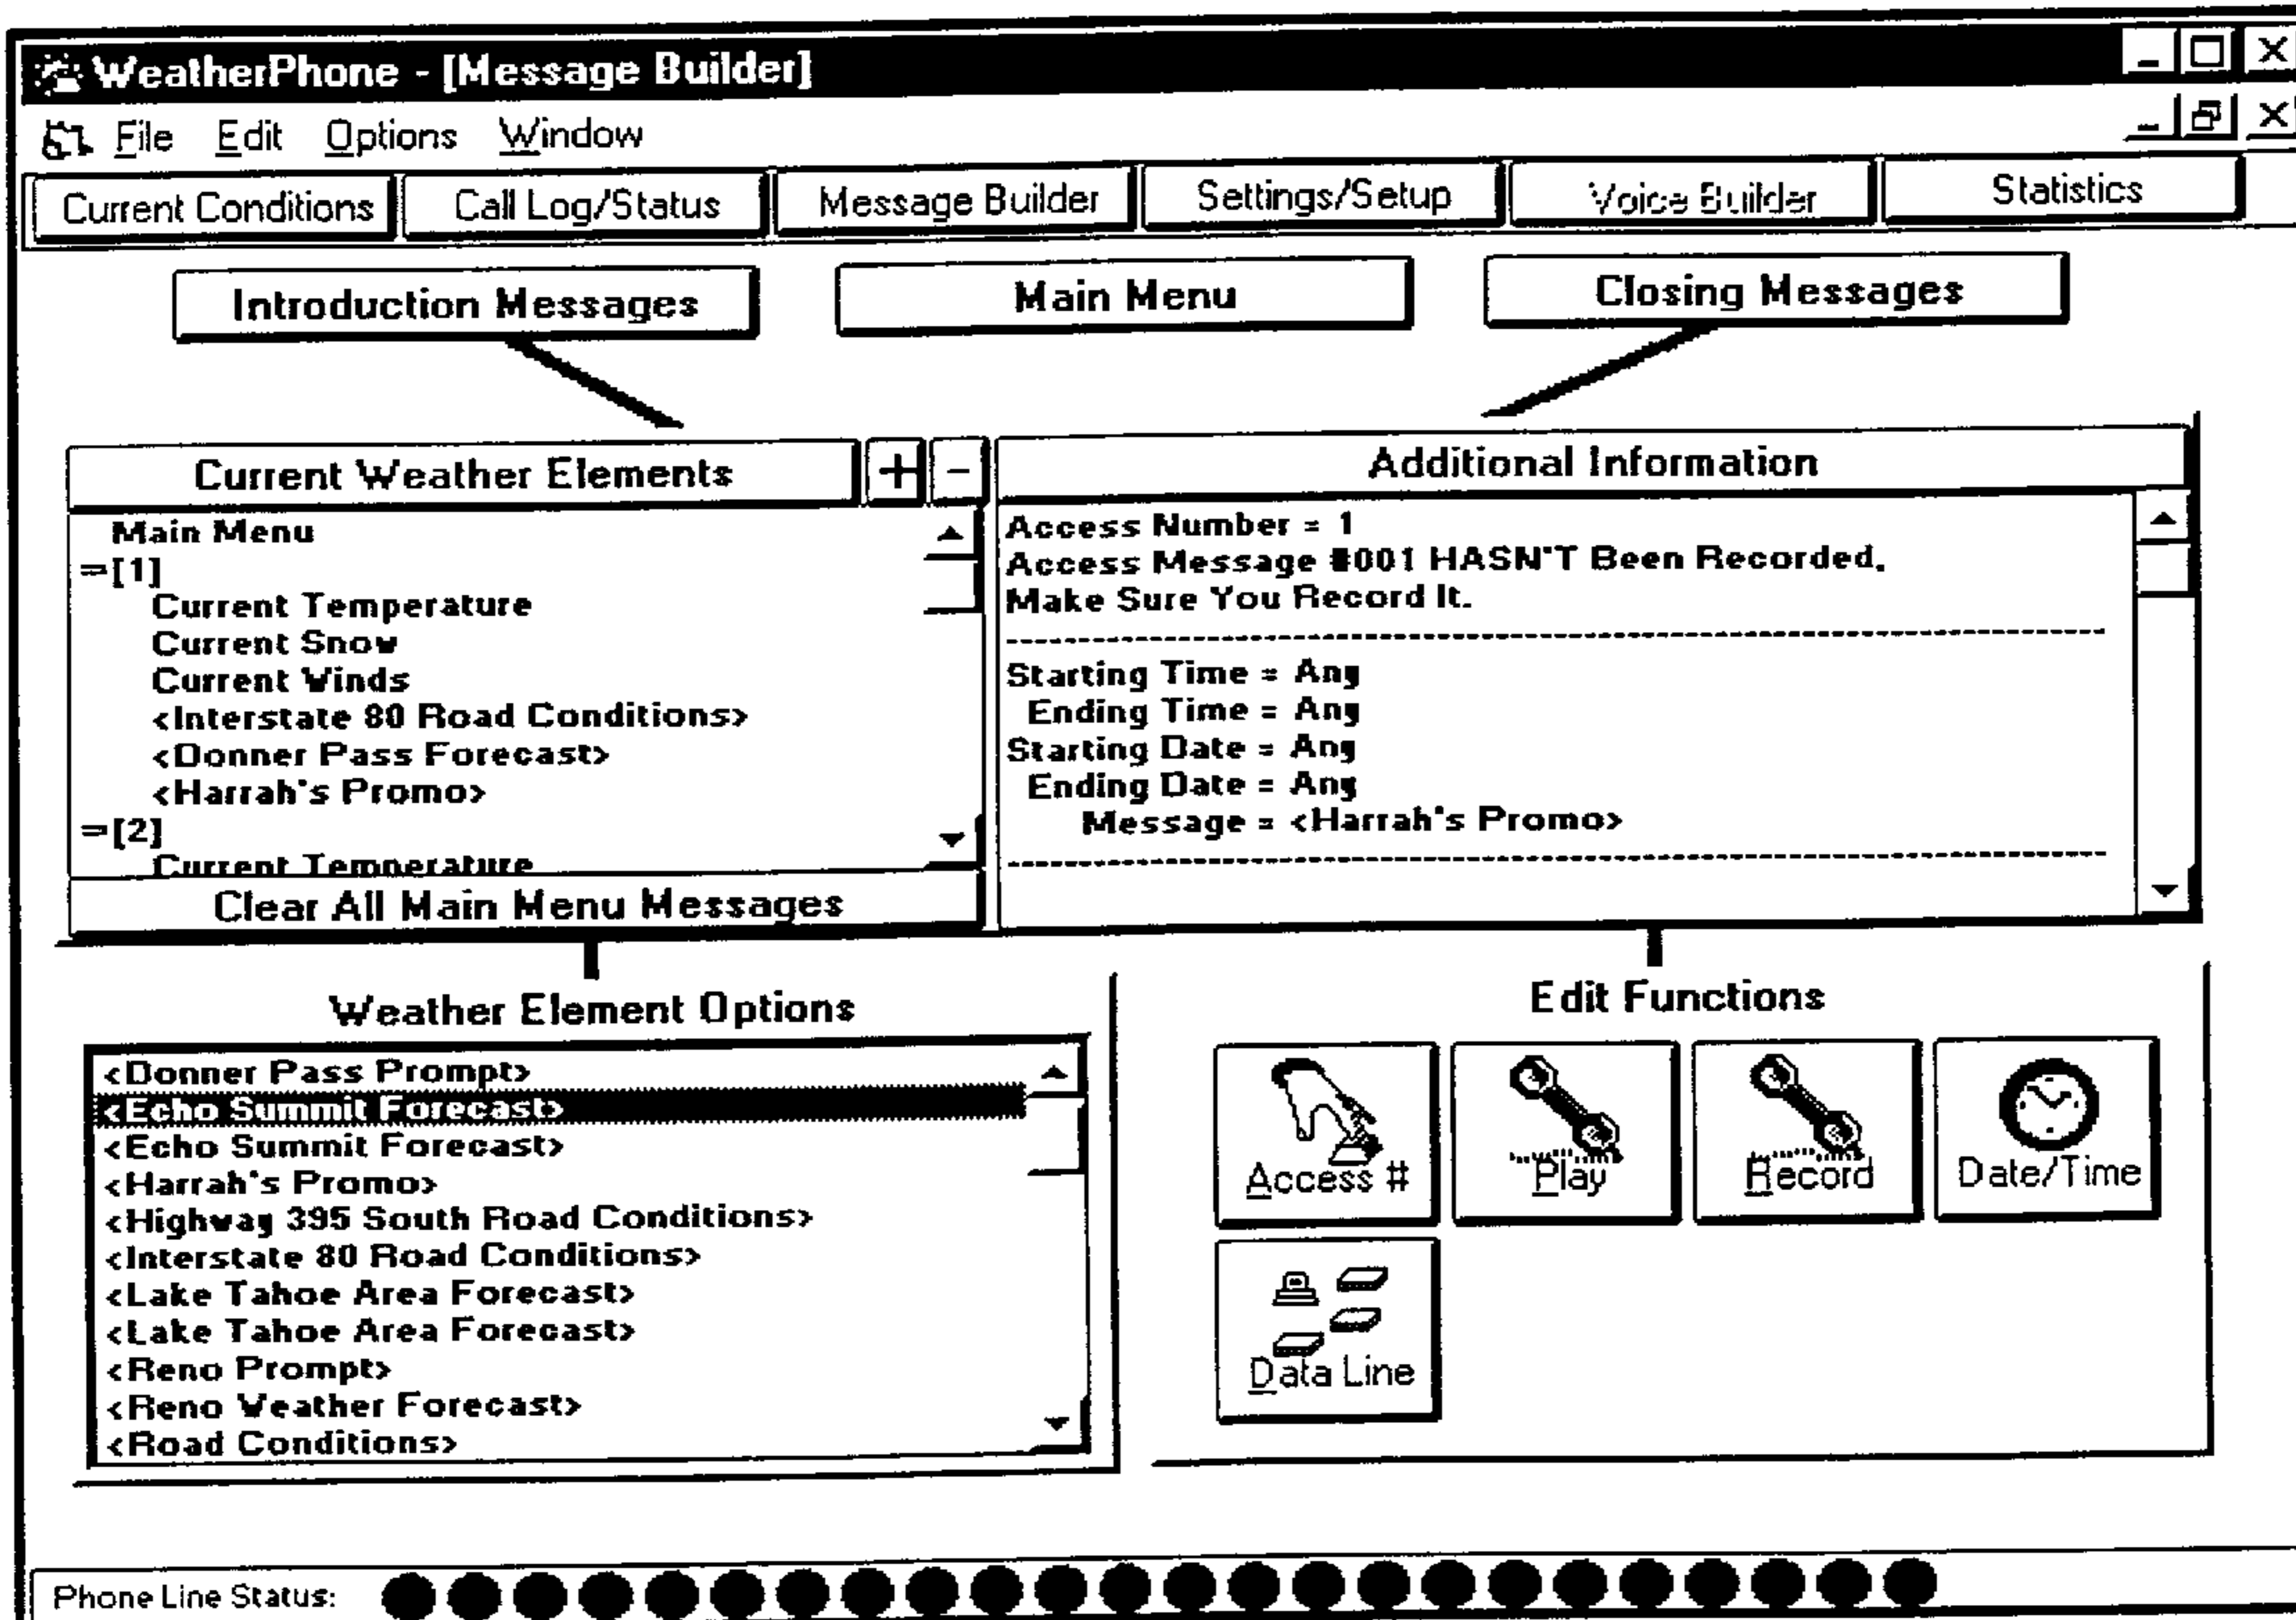 WeatherPhone - [Message Builder]
File Edit Options Window
Current Conditions Call Log/Status Message Builder Settings/Setup Voice Builder Statistics
Introduction Messages Main Menu Closing Messages
Current Weather Elements + -
Main Menu
=[1]
Current Temperature
Current Snow
Current Winds
<Interstate 80 Road Conditions>
<Donner Pass Forecast>
<Harrah's Promo>
=[2]
Current Temperature
Clear All Main Menu Messages
Additional Information
Access Number = 1
Access Message #001 HASN'T Been Recorded.
Make Sure You Record It.
Starting Time = Any
Ending Time = Any
Starting Date = Any
Ending Date = Any
Message = <Harrah's Promo>
Weather Element Options
<Donner Pass Prompt>
<Echo Summit Forecast>
<Echo Summit Forecast>
<Harrah's Promo>
<Highway 395 South Road Conditions>
<Interstate 80 Road Conditions>
<Lake Tahoe Area Forecast>
<Lake Tahoe Area Forecast>
<Reno Prompt>
<Reno Weather Forecast>
<Road Conditions>
Edit Functions
Access # Play Record Date/Time
Data Line
Phone Line Status: